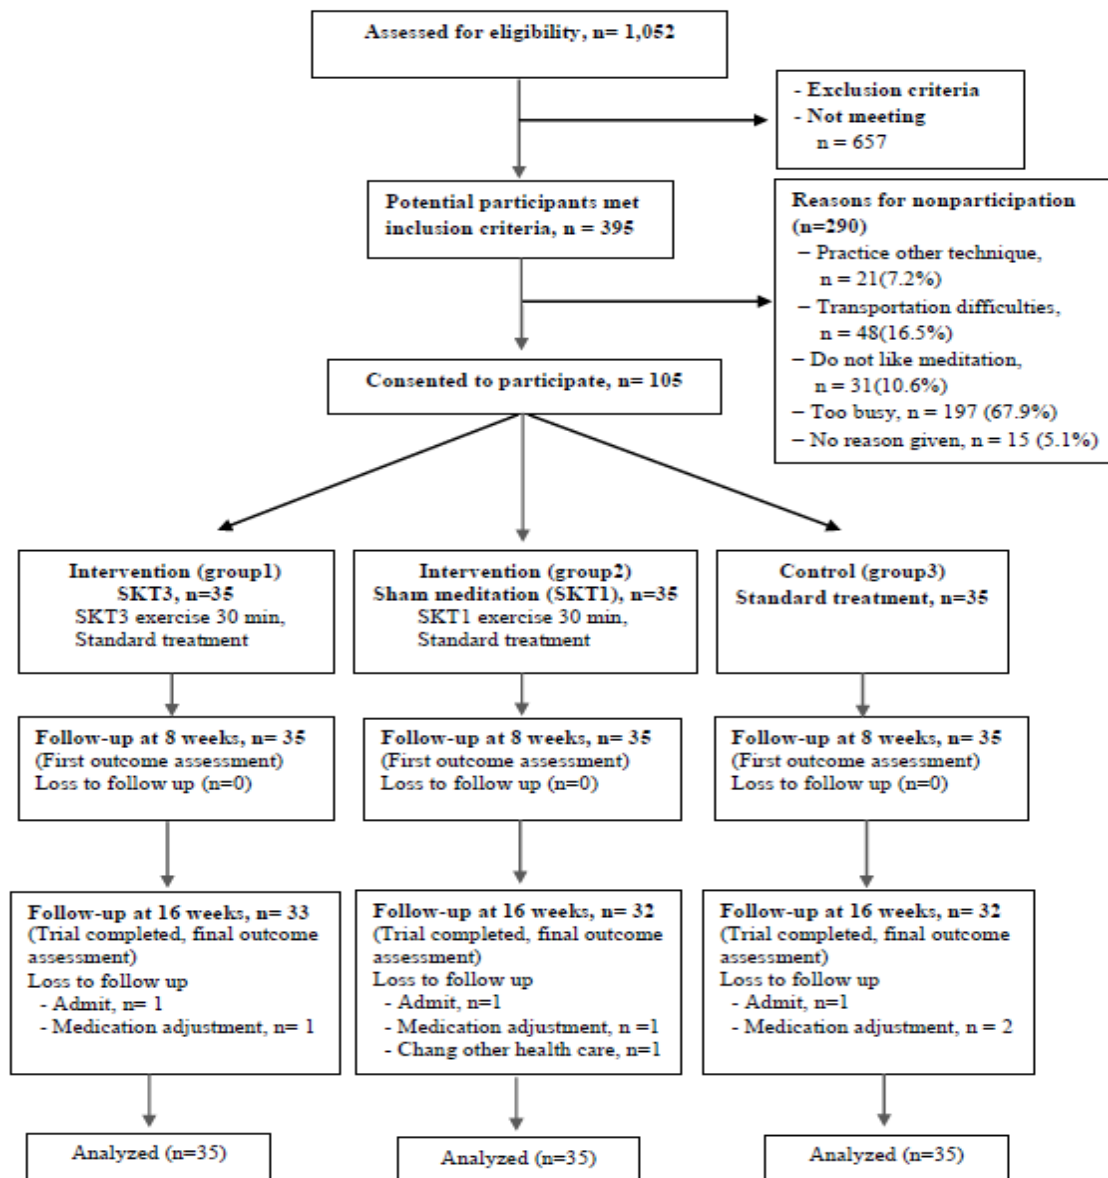 Assessed for eligibility, n= 1,052
- Exclusion criteria
- Not meeting
n = 657
Potential participants met
inclusion criteria, n = 395
Reasons for nonparticipation
(n=290)
– Practice other technique,
n = 21(7.2%)
– Transportation difficulties,
n = 48(16.5%)
– Do not like meditation,
n = 31(10.6%)
– Too busy, n = 197 (67.9%)
– No reason given, n = 15 (5.1%)
Consented to participate, n= 105
Intervention (group1)
SKT3, n=35
SKT3 exercise 30 min,
Standard treatment
Intervention (group2)
Sham meditation (SKT1), n=35
SKT1 exercise 30 min,
Standard treatment
Control (group3)
Standard treatment, n=35
Follow-up at 8 weeks, n= 35
(First outcome assessment)
Loss to follow up (n=0)
Follow-up at 8 weeks, n= 35
(First outcome assessment)
Loss to follow up (n=0)
Follow-up at 8 weeks, n= 35
(First outcome assessment)
Loss to follow up (n=0)
Follow-up at 16 weeks, n= 33
(Trial completed, final outcome
assessment)
Loss to follow up
- Admit, n= 1
- Medication adjustment, n= 1
Follow-up at 16 weeks, n= 32
(Trial completed, final outcome
assessment)
Loss to follow up
- Admit, n=1
- Medication adjustment, n =1
- Chang other health care, n=1
Follow-up at 16 weeks, n= 32
(Trial completed, final outcome
assessment)
Loss to follow up
- Admit, n=1
- Medication adjustment, n = 2
Analyzed (n=35)
Analyzed (n=35)
Analyzed (n=35)